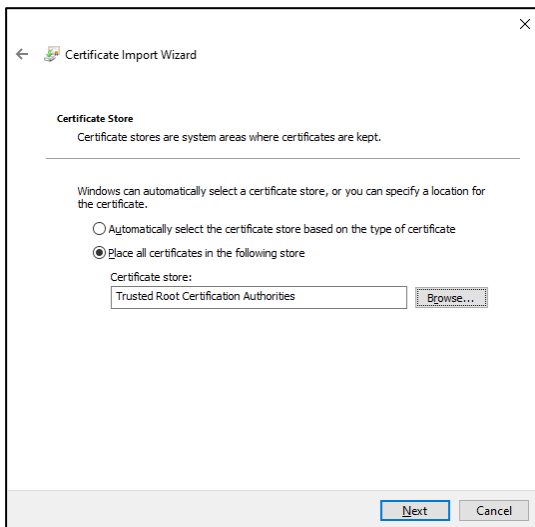 Certificate Import Wizard
Certificate Store
Certificate stores are system areas where certificates are kept.
Windows can automatically select a certificate store, or you can specify a location for
the certificate.
Automatically select the certificate store based on the type of certificate
Place all certificates in the following store
Certificate store:
Trusted Root Certification Authorities
Browse...
Next
Cancel